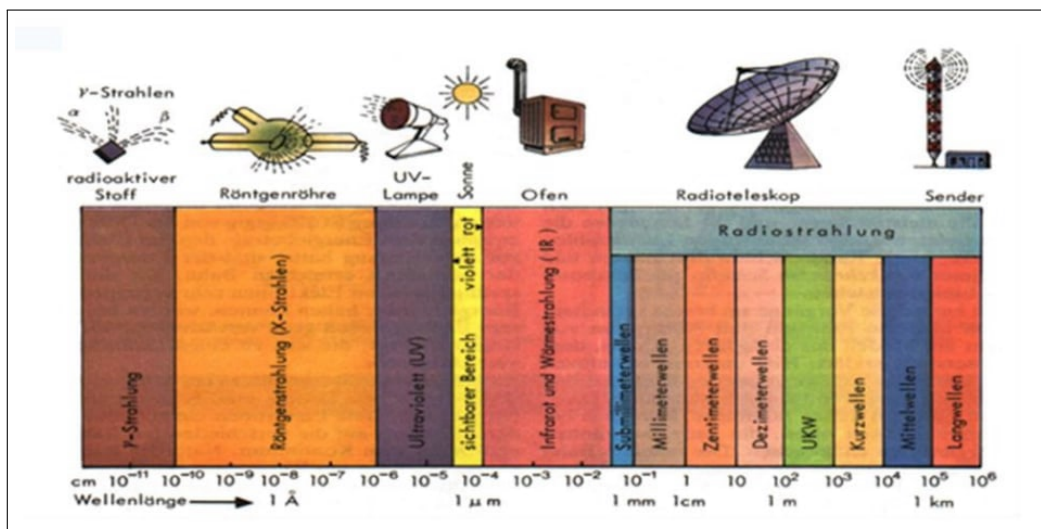 γ-Strahlen
α β
radioaktiver
Stoff
Röntgenröhre
UV-
Lampe
Sonne
Ofen
Radioteleskop
Sender
Radiostrahlung
γ-Strahlung
Röntgenstrahlung (X-Strahlen)
Ultraviolett (UV)
sichtbarer Bereich violett rot
Infrarot und Wärmestrahlung (IR)
Submillimeterwellen
Millimeterwellen
Zentimeterwellen
Dezimeterwellen
UKW
Kurzwellen
Mittelwellen
Langwellen
cm 10⁻¹¹ 10⁻¹⁰ 10⁻⁹ 10⁻⁸ 10⁻⁷ 10⁻⁶ 10⁻⁵ 10⁻⁴ 10⁻³ 10⁻² 10⁻¹ 1 10 10² 10³ 10⁴ 10⁵ 10⁶
Wellenlänge 1 Å 1 μm 1 mm 1cm 1 m 1 km